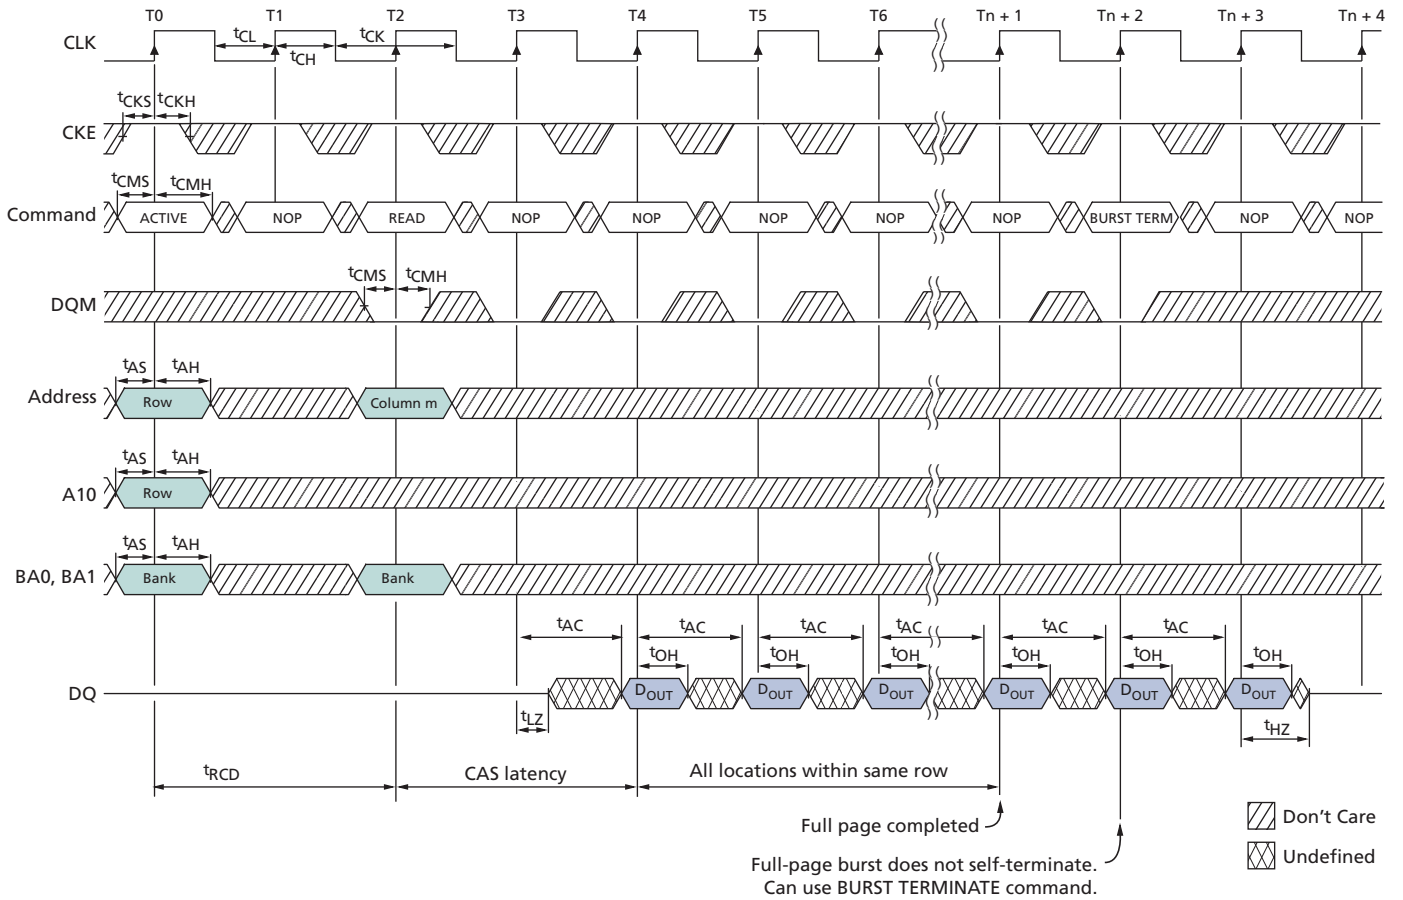 T0 T1 T2 T3 T4 T5 T6 Tn + 1 Tn + 2 Tn + 3 Tn + 4
CLK
tCL tCK
tCH
tCKS tCKH
CKE
tCMS tCMH
Command ACTIVE NOP READ NOP NOP NOP NOP NOP BURST TERM NOP NOP
tCMS tCMH
DQM
tAS tAH
Address Row Column m
tAS tAH
A10 Row
tAS tAH
BA0, BA1 Bank Bank
tAC tAC tAC tAC tAC tAC
tOH tOH tOH tOH tOH tOH
DQ DOUT DOUT DOUT DOUT DOUT DOUT
tLZ tHZ
tRCD CAS latency All locations within same row
Full page completed
Don't Care
Full-page burst does not self-terminate.
Can use BURST TERMINATE command.
Undefined